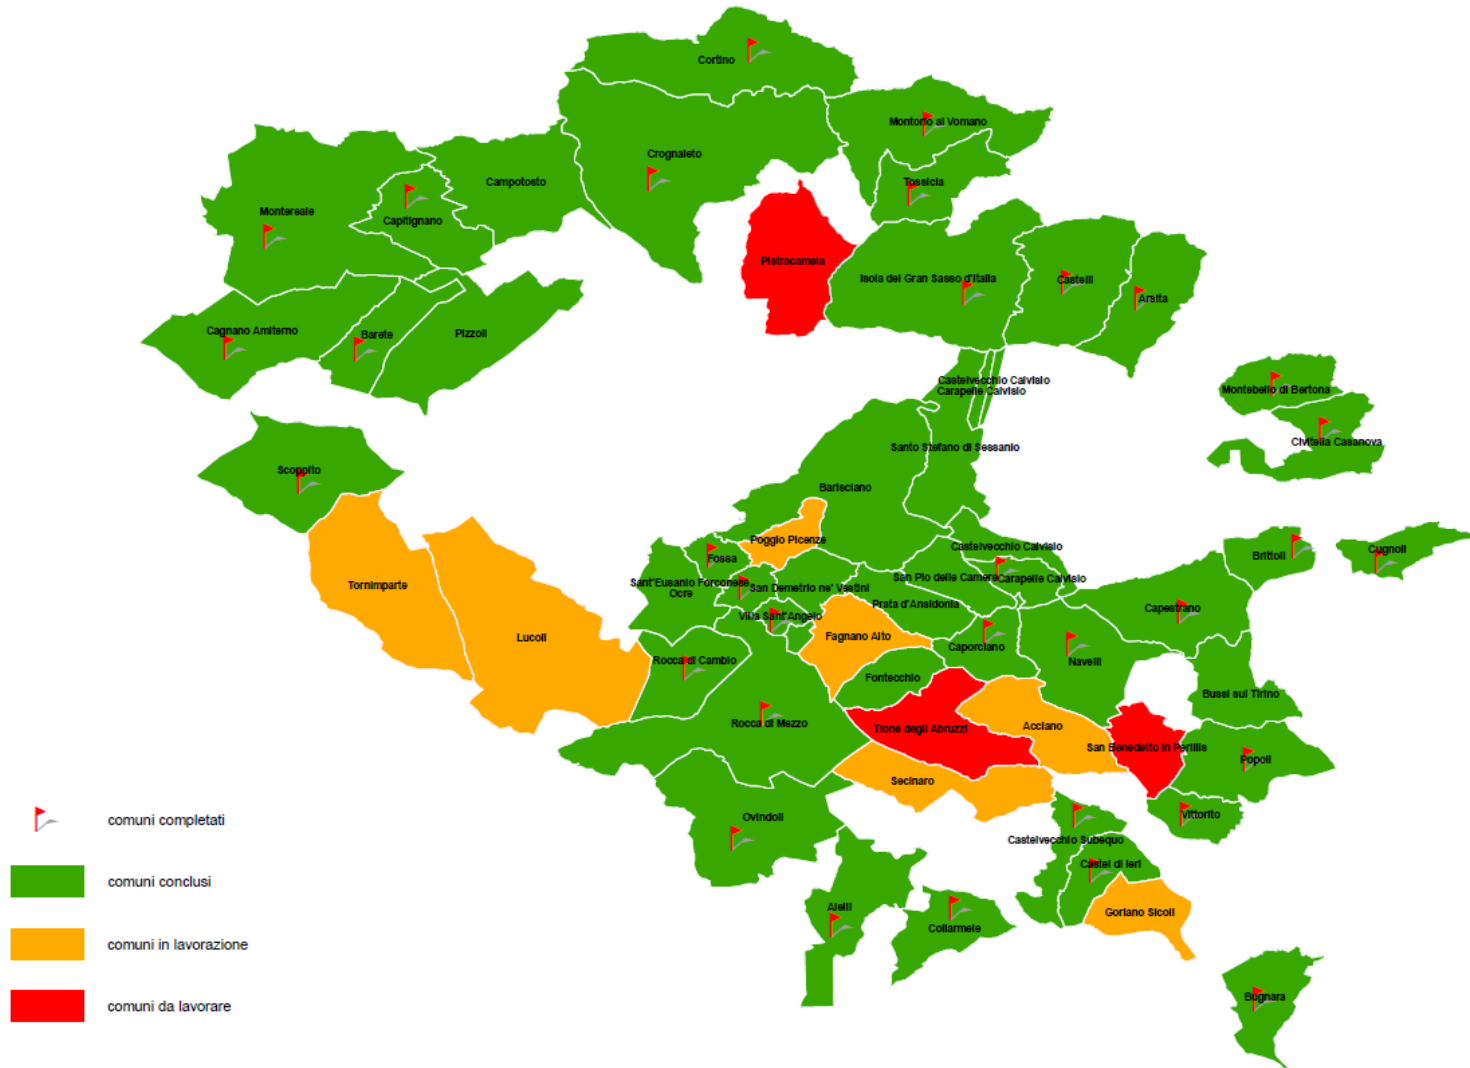 Cortino
Montorio al Vomano
Crognaleto
Tossicia
Campotosto
Capitignano
Montereale
Pietracamela
Isola del Gran Sasso d'Italia
Castelli
Arsita
Cagnano Amiterno
Barete
Pizzoli
Castelvecchio Calvisio
Carapelle Calvisio
Montebello di Bertona
Civitella Casanova
Santo Stefano di Sessanio
Scoppito
Barisciano
Poggio Picenze
Castelvecchio Calvisio
Cugnoli
Brittoli
Fossa
San Pio delle Camere
Carapelle Calvisio
Sant'Eusanio Forconese
San Demetrio ne' Vestini
Ocre
Tornimparte
Prata d'Ansidonia
Capestrano
Villa Sant'Angelo
Lucoli
Fagnano Alto
Caporciano
Navelli
Rocca di Cambio
Fontecchio
Bussi sul Tirino
Rocca di Mezzo
Tione degli Abruzzi
Acciano
San Benedetto in Perillis
Popoli
Secinaro
Ovindoli
Vittorito
comuni completati
Castelvecchio Subequo
Castel di Ieri
comuni conclusi
Aielli
Goriano Sicoli
Collarmele
comuni in lavorazione
Bugnara
comuni da lavorare